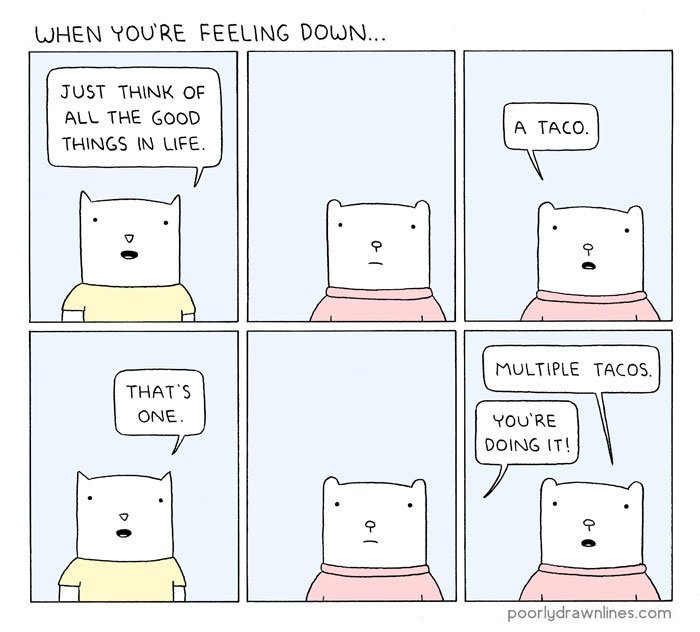 WHEN YOU'RE FEELING DOWN...
JUST THINK OF
ALL THE GOOD
THINGS IN LIFE.
A TACO.
THAT'S
ONE.
MULTIPLE TACOS.
YOU'RE
DOING IT!
poorlydrawnlines.com